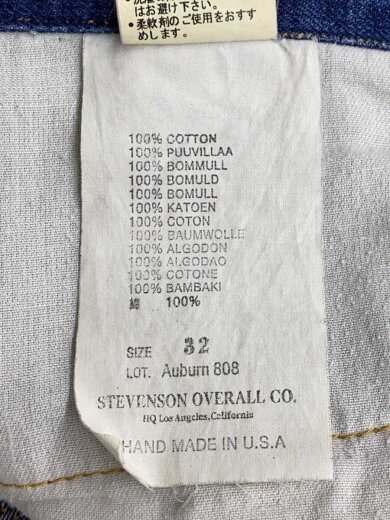 はお避け下さい。
●柔軟剤のご使用をおすす
めします。
100% COTTON
100% PUUVILLAA
100% BOMMULL
100% BOMULD
100% BOMULL
100% KATOEN
100% COTON
100% BAUMWOLLE
100% ALGODON
100% ALGODAO
100% COTONE
100% BAMBAKI
綿 100%
SIZE 32
LOT. Auburn 808
STEVENSON OVERALL CO.
HQ Los Angeles,California
HAND MADE IN U.S.A